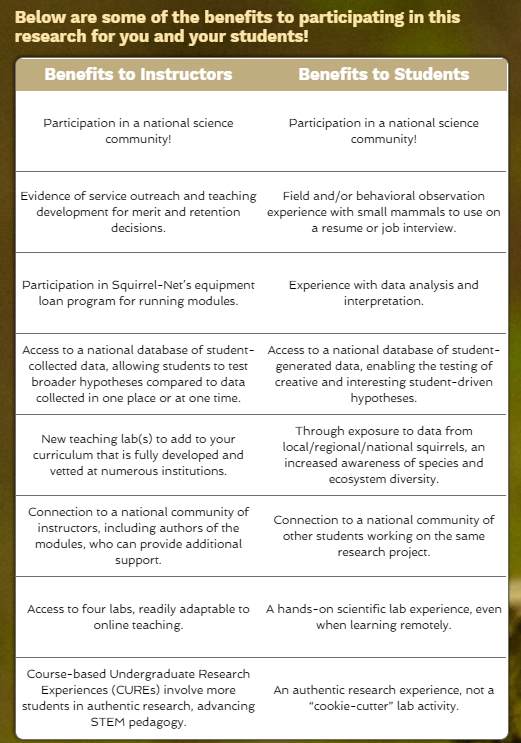 Below are some of the benefits to participating in this
research for you and your students!
Benefits to Instructors
Benefits to Students
Participation in a national science
community!
Participation in a national science
community!
Evidence of service outreach and teaching
development for merit and retention
decisions.
Field and/or behavioral observation
experience with small mammals to use on
a resume or job interview.
Participation in Squirrel-Net's equipment
loan program for running modules.
Experience with data analysis and
interpretation.
Access to a national database of student-
collected data, allowing students to test
broader hypotheses compared to data
collected in one place or at one time.
Access to a national database of student-
generated data, enabling the testing of
creative and interesting student-driven
hypotheses.
New teaching lab(s) to add to your
curriculum that is fully developed and
vetted at numerous institutions.
Through exposure to data from
local/regional/national squirrels, an
increased awareness of species and
ecosystem diversity.
Connection to a national community of
instructors, including authors of the
modules, who can provide additional
support.
Connection to a national community of
other students working on the same
research project.
Access to four labs, readily adaptable to
online teaching.
A hands-on scientific lab experience, even
when learning remotely.
Course-based Undergraduate Research
Experiences (CUREs) involve more
students in authentic research, advancing
STEM pedagogy.
An authentic research experience, not a
"cookie-cutter" lab activity.